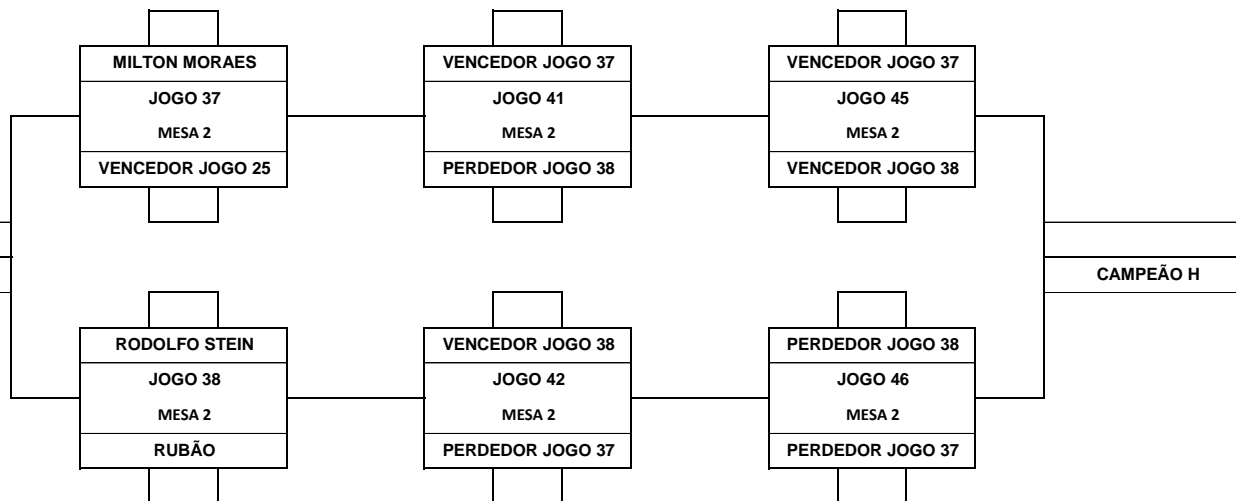 MILTON MORAES
JOGO 37
MESA 2
VENCEDOR JOGO 25
VENCEDOR JOGO 37
JOGO 41
MESA 2
PERDEDOR JOGO 38
VENCEDOR JOGO 37
JOGO 45
MESA 2
VENCEDOR JOGO 38
CAMPEÃO H
RODOLFO STEIN
JOGO 38
MESA 2
RUBÃO
VENCEDOR JOGO 38
JOGO 42
MESA 2
PERDEDOR JOGO 37
PERDEDOR JOGO 38
JOGO 46
MESA 2
PERDEDOR JOGO 37